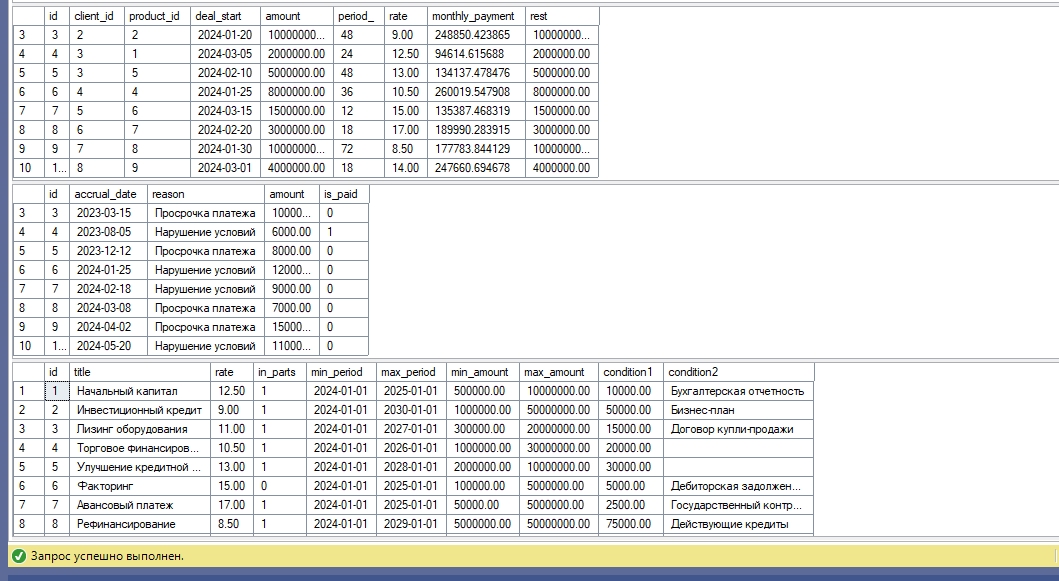 id client_id product_id deal_start amount period_ rate monthly_payment rest
3 3 2 2 2024-01-20 10000000... 48 9.00 248850.423865 10000000...
4 4 3 1 2024-03-05 2000000.00 24 12.50 94614.615688 2000000.00
5 5 3 5 2024-02-10 5000000.00 48 13.00 134137.478476 5000000.00
6 6 4 4 2024-01-25 8000000.00 36 10.50 260019.547908 8000000.00
7 7 5 6 2024-03-15 1500000.00 12 15.00 135387.468319 1500000.00
8 8 6 7 2024-02-20 3000000.00 18 17.00 189990.283915 3000000.00
9 9 7 8 2024-01-30 10000000... 72 8.50 177783.844129 10000000...
10 1... 8 9 2024-03-01 4000000.00 18 14.00 247660.694678 4000000.00
id accrual_date reason amount is_paid
3 3 2023-03-15 Просрочка платежа 10000... 0
4 4 2023-08-05 Нарушение условий 6000.00 1
5 5 2023-12-12 Просрочка платежа 8000.00 0
6 6 2024-01-25 Нарушение условий 12000... 0
7 7 2024-02-18 Нарушение условий 9000.00 0
8 8 2024-03-08 Просрочка платежа 7000.00 0
9 9 2024-04-02 Просрочка платежа 15000... 0
10 1... 2024-05-20 Нарушение условий 11000... 0
id title rate in_parts min_period max_period min_amount max_amount condition1 condition2
1 1 Начальный капитал 12.50 1 2024-01-01 2025-01-01 500000.00 10000000.00 10000.00 Бухгалтерская отчетность
2 2 Инвестиционный кредит 9.00 1 2024-01-01 2030-01-01 1000000.00 50000000.00 50000.00 Бизнес-план
3 3 Лизинг оборудования 11.00 1 2024-01-01 2027-01-01 300000.00 20000000.00 15000.00 Договор купли-продажи
4 4 Торговое финансиров... 10.50 1 2024-01-01 2026-01-01 1000000.00 30000000.00 20000.00
5 5 Улучшение кредитной ... 13.00 1 2024-01-01 2028-01-01 2000000.00 10000000.00 30000.00
6 6 Факторинг 15.00 0 2024-01-01 2025-01-01 100000.00 5000000.00 5000.00 Дебиторская задолжен...
7 7 Авансовый платеж 17.00 1 2024-01-01 2025-01-01 50000.00 5000000.00 2500.00 Государственный контр...
8 8 Рефинансирование 8.50 1 2024-01-01 2029-01-01 5000000.00 50000000.00 75000.00 Действующие кредиты
Запрос успешно выполнен.